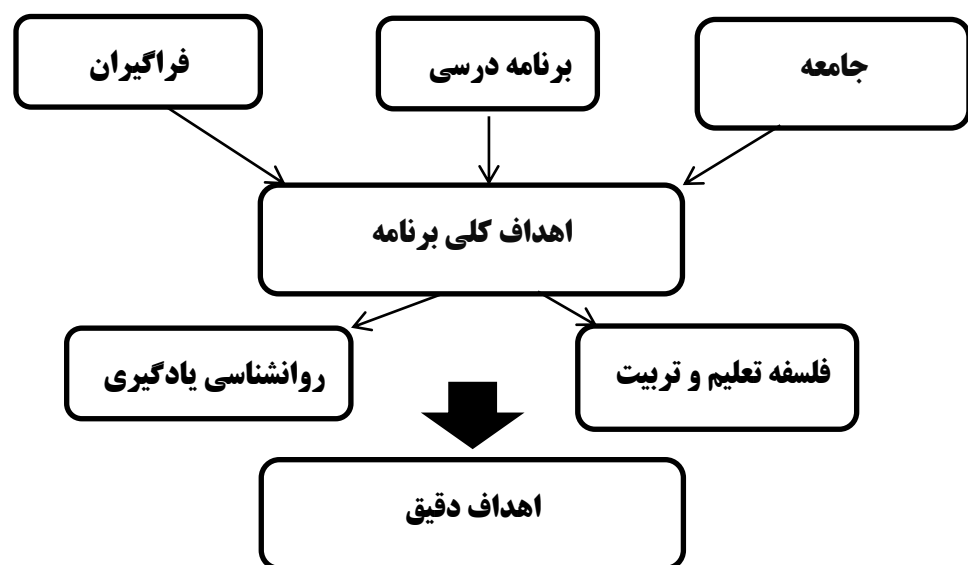 جامعه
برنامه درسی
فراگیران
اهداف کلی برنامه
فلسفه تعلیم و تربیت
روانشناسی یادگیری
اهداف دقیق